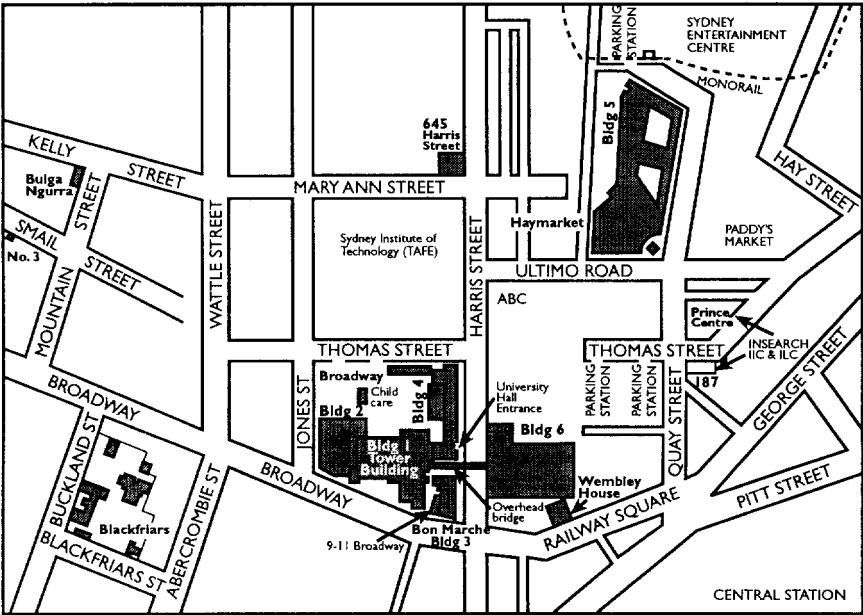 PARKING
STATION
SYDNEY
ENTERTAINMENT
CENTRE
MONORAIL
645
Harris
Street
Bldg 5
KELLY
STREET
Bulga
Ngurra
MARY ANN STREET
HAY STREET
STREET
SMAIL
STREET
No. 3
MOUNTAIN
WATTLE STREET
Sydney Institute of
Technology (TAFE)
HARRIS STREET
Haymarket
PADDY'S
MARKET
ULTIMO ROAD
ABC
Prince
Centre
INSEARCH
IIC & ILC
THOMAS STREET
THOMAS STREET
187
GEORGE STREET
BROADWAY
JONES ST
Broadway
Child
care
Bldg 4
Bldg 2
University
Hall
Entrance
PARKING
STATION
PARKING
STATION
QUAY STREET
Bldg
Tower
Building
Bldg 6
BUCKLAND ST
BROADWAY
ABERCROMBIE ST
Blackfriars
BLACKFRIARS ST
Overhead
bridge
Wembley
House
9-11 Broadway
Bon Marche
Bldg 3
RAILWAY SQUARE
PITT STREET
CENTRAL STATION